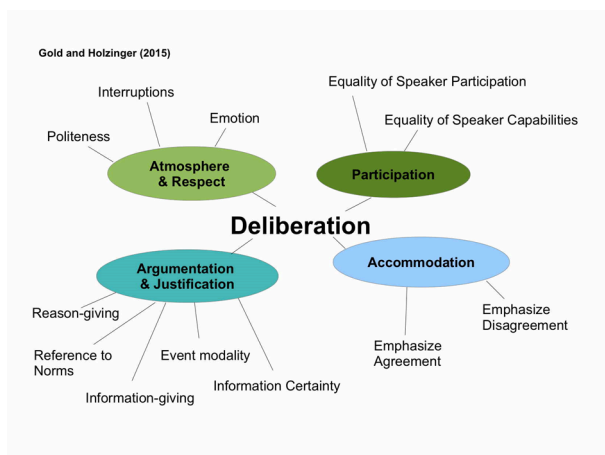 Gold and Holzinger (2015)
Equality of Speaker Participation
Interruptions
Emotion
Equality of Speaker Capabilities
Politeness
Atmosphere
& Respect
Participation
Deliberation
Argumentation
& Justification
Accommodation
Reason-giving
Emphasize
Disagreement
Reference to
Norms
Event modality
Emphasize
Agreement
Information-giving
Information Certainty